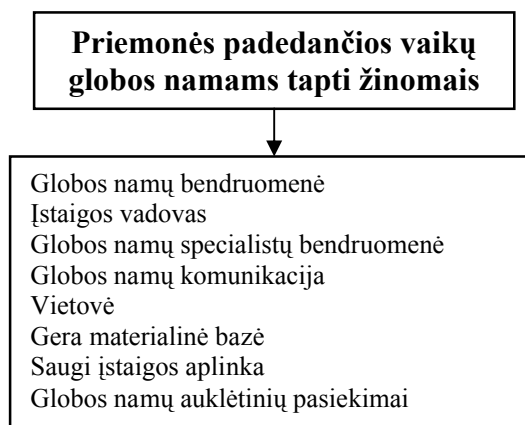 Priemonės padedančios vaikų
globos namams tapti žinomais
Globos namų bendruomenė
Įstaigos vadovas
Globos namų specialistų bendruomenė
Globos namų komunikacija
Vietovė
Gera materialinė bazė
Saugi įstaigos aplinka
Globos namų auklėtinių pasiekimai